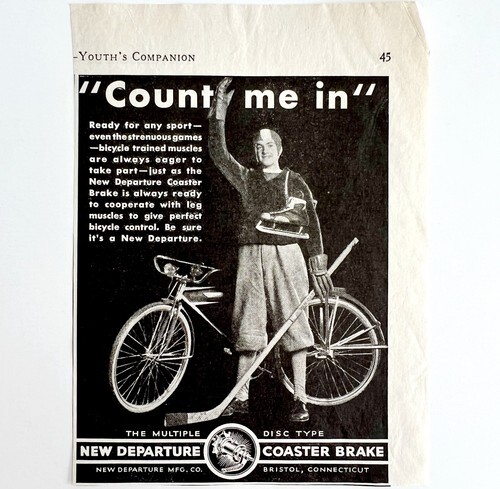 -Youth's Companion 45
"Count me in"
Ready for any sport—
even the strenuous games
—bicycle trained muscles
are always eager to
take part—just as the
New Departure Coaster
Brake is always ready
to cooperate with leg
muscles to give perfect
bicycle control. Be sure
it's a New Departure.
THE MULTIPLE DISC TYPE
NEW DEPARTURE COASTER BRAKE
NEW DEPARTURE MFG. CO. BRISTOL, CONNECTICUT